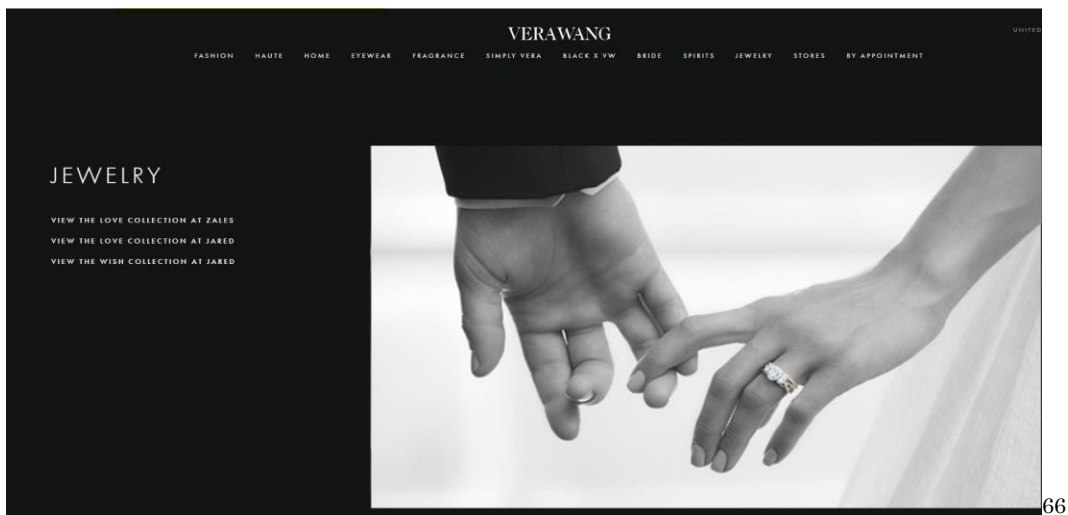 VERAWANG
UNITED
FASHION HAUTE HOME EYEWEAR FRAGRANCE SIMPLY VERA BLACK X VW BRIDE SPIRITS JEWELRY STORES BY APPOINTMENT
JEWELRY
VIEW THE LOVE COLLECTION AT ZALES
VIEW THE LOVE COLLECTION AT JARED
VIEW THE WISH COLLECTION AT JARED
66